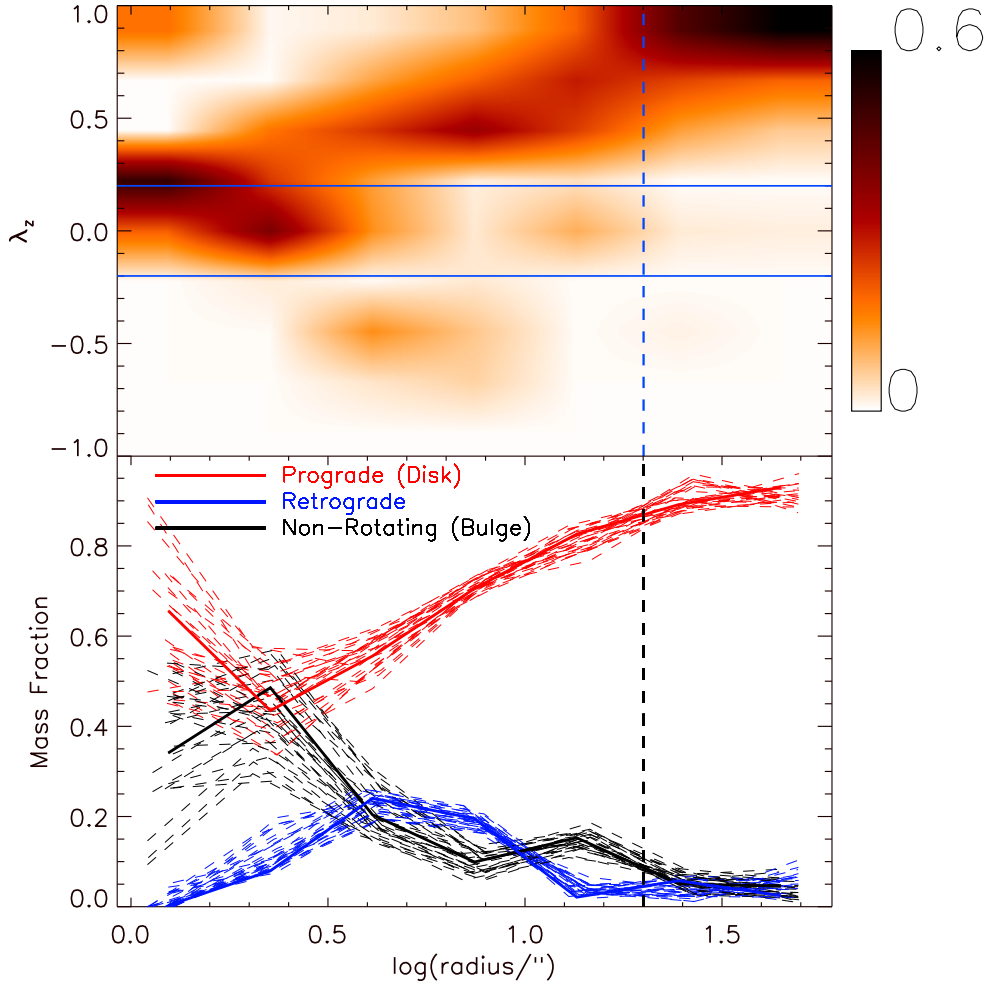 1.0
0.5
0.0
−0.5
−1.0
λz
0.6
0
Prograde (Disk)
Retrograde
Non−Rotating (Bulge)
0.8
0.6
0.4
0.2
0.0
Mass Fraction
0.0 0.5 1.0 1.5
log(radius/")